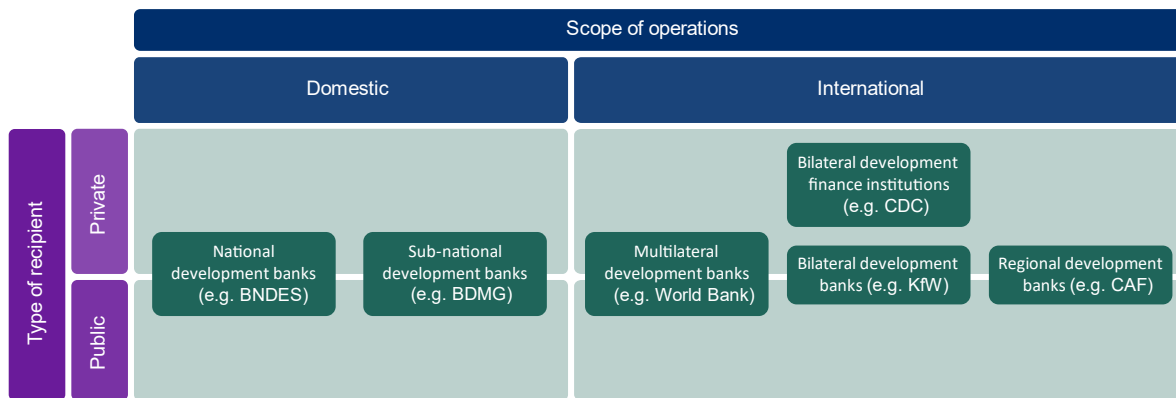 Scope of operations
Domestic
International
Type of recipient
Private
Public
Bilateral development
finance institutions
(e.g. CDC)
National
development banks
(e.g. BNDES)
Sub-national
development banks
(e.g. BDMG)
Multilateral
development banks
(e.g. World Bank)
Bilateral development
banks (e.g. KfW)
Regional development
banks (e.g. CAF)